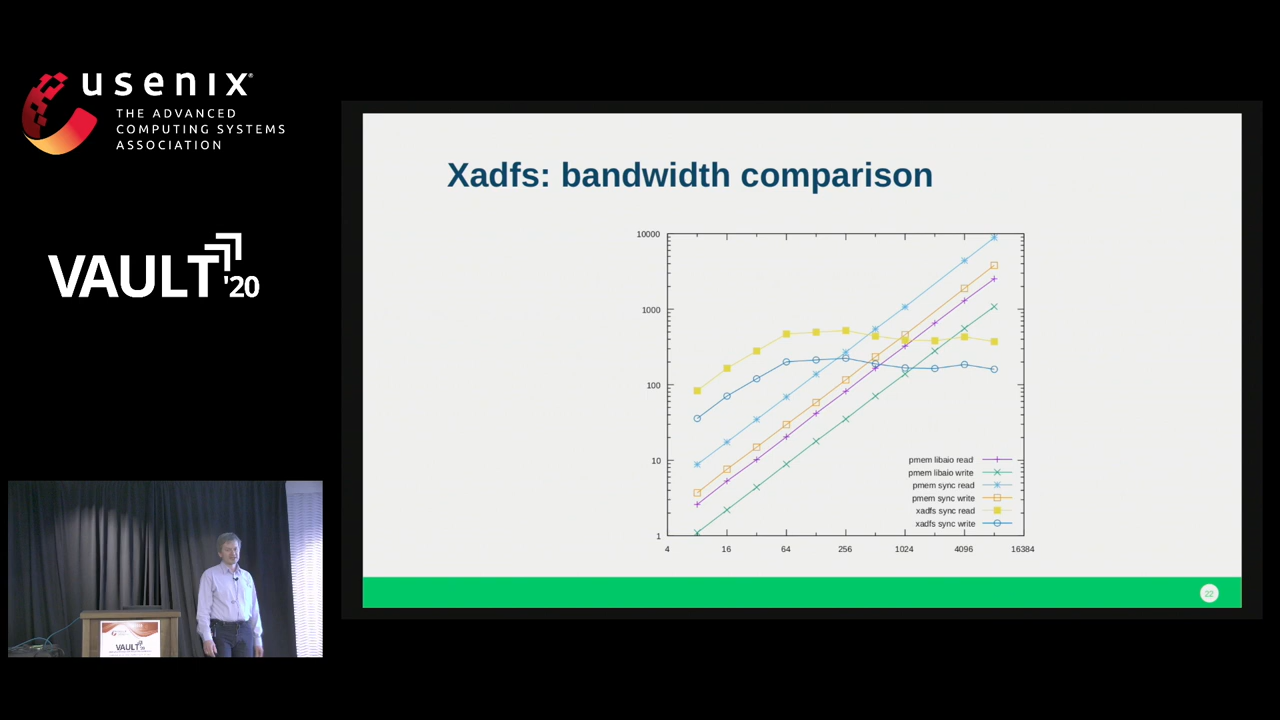 usenix®
THE ADVANCED
COMPUTING SYSTEMS
ASSOCIATION
VAULT '20
Xadfs: bandwidth comparison
10000
1000
100
10
1
pmem libaio read
pmem libaio write
pmem sync read
pmem sync write
xadfs sync read
xadfs sync write
4 16 64 256 1024 4096 16384
22
VAULT '20